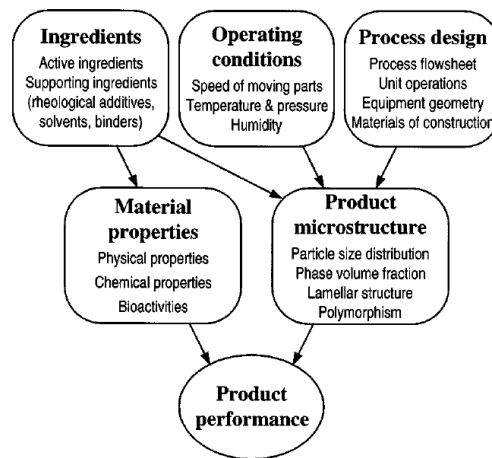 Ingredients
Active ingredients
Supporting ingredients
(rheological additives,
solvents, binders)
Operating
conditions
Speed of moving parts
Temperature & pressure
Humidity
Process design
Process flowsheet
Unit operations
Equipment geometry
Materials of construction
Material
properties
Physical properties
Chemical properties
Bioactivities
Product
microstructure
Particle size distribution
Phase volume fraction
Lamellar structure
Polymorphism
Product
performance